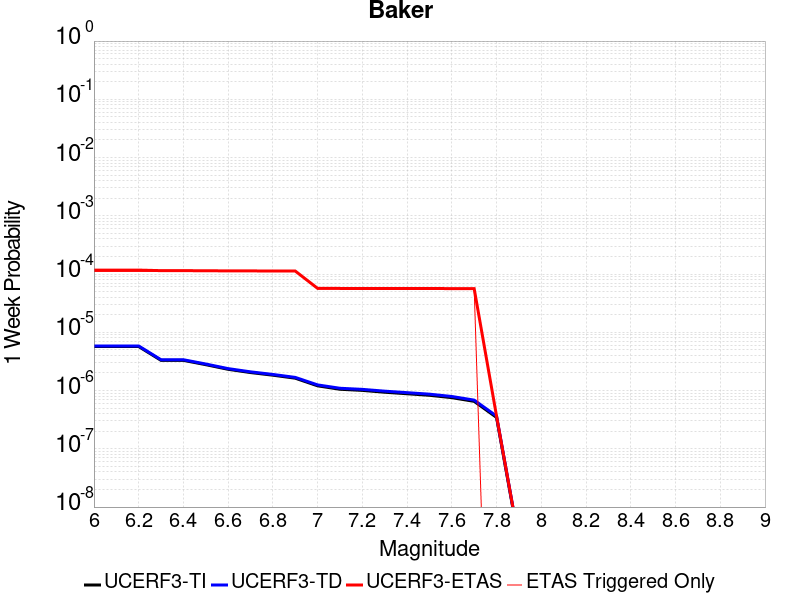 Baker
10^0
10^-1
10^-2
10^-3
10^-4
10^-5
10^-6
10^-7
10^-8
1 Week Probability
6 6.2 6.4 6.6 6.8 7 7.2 7.4 7.6 7.8 8 8.2 8.4 8.6 8.8 9
Magnitude
UCERF3-TI UCERF3-TD UCERF3-ETAS ETAS Triggered Only